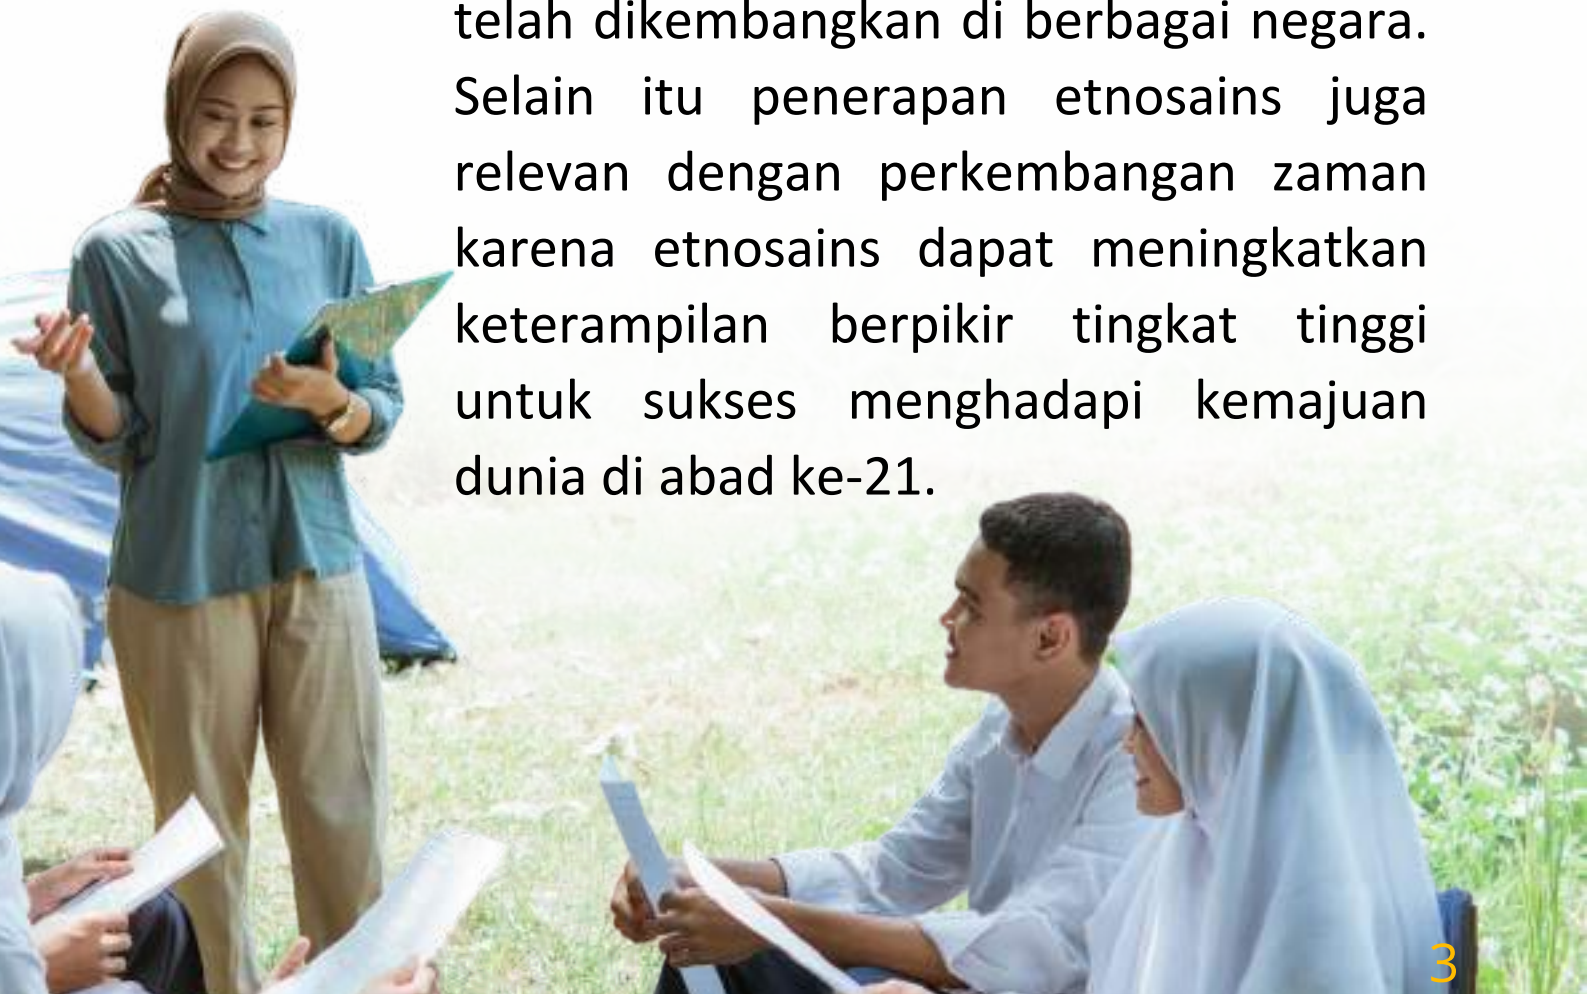 telah dikembangkan di berbagai negara.
Selain itu penerapan etnosains juga
relevan dengan perkembangan zaman
karena etnosains dapat meningkatkan
keterampilan berpikir tingkat tinggi
untuk sukses menghadapi kemajuan
dunia di abad ke-21.
3